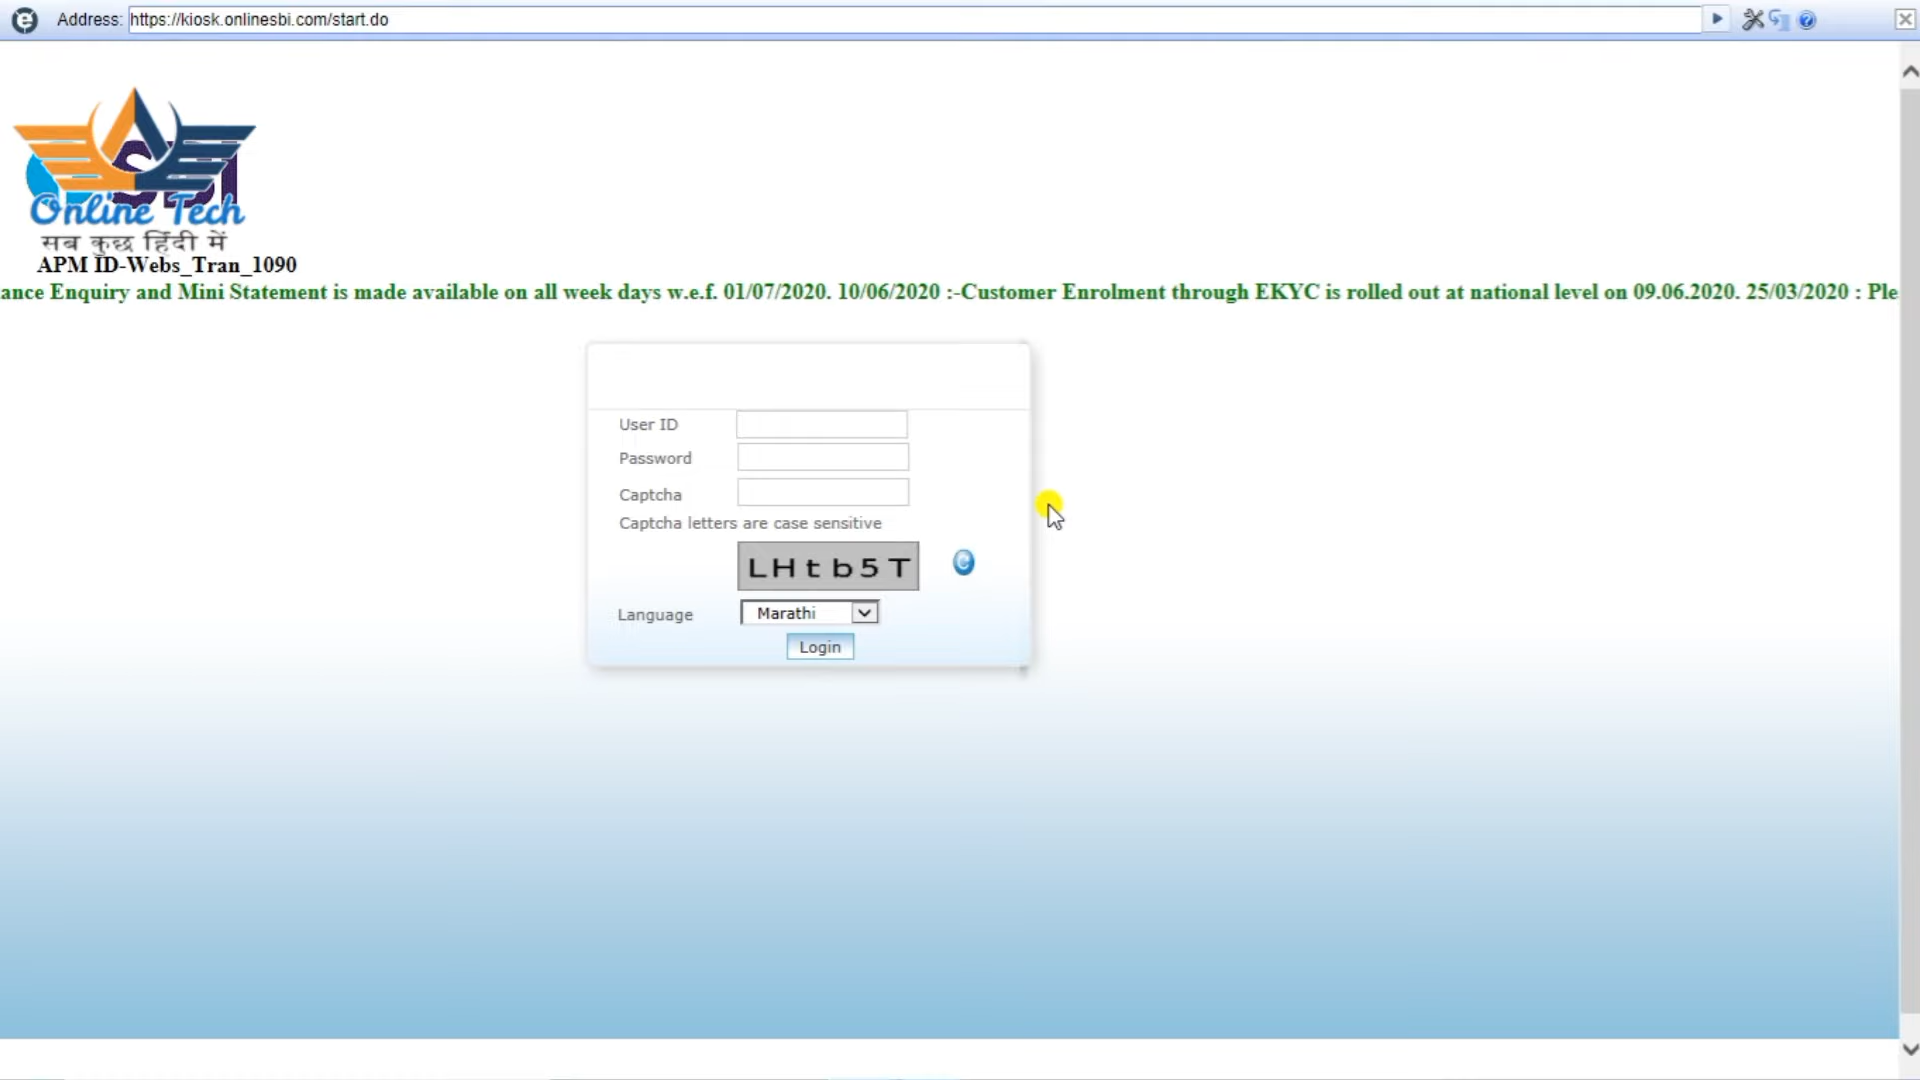 Address: https://kiosk.onlinesbi.com/start.do
Online Tech
सब कुछ हिंदी में
APM ID-Webs_Tran_1090
ance Enquiry and Mini Statement is made available on all week days w.e.f. 01/07/2020. 10/06/2020 :-Customer Enrolment through EKYC is rolled out at national level on 09.06.2020. 25/03/2020 : Ple
User ID
Password
Captcha
Captcha letters are case sensitive
LHtb5T
Language Marathi
Login